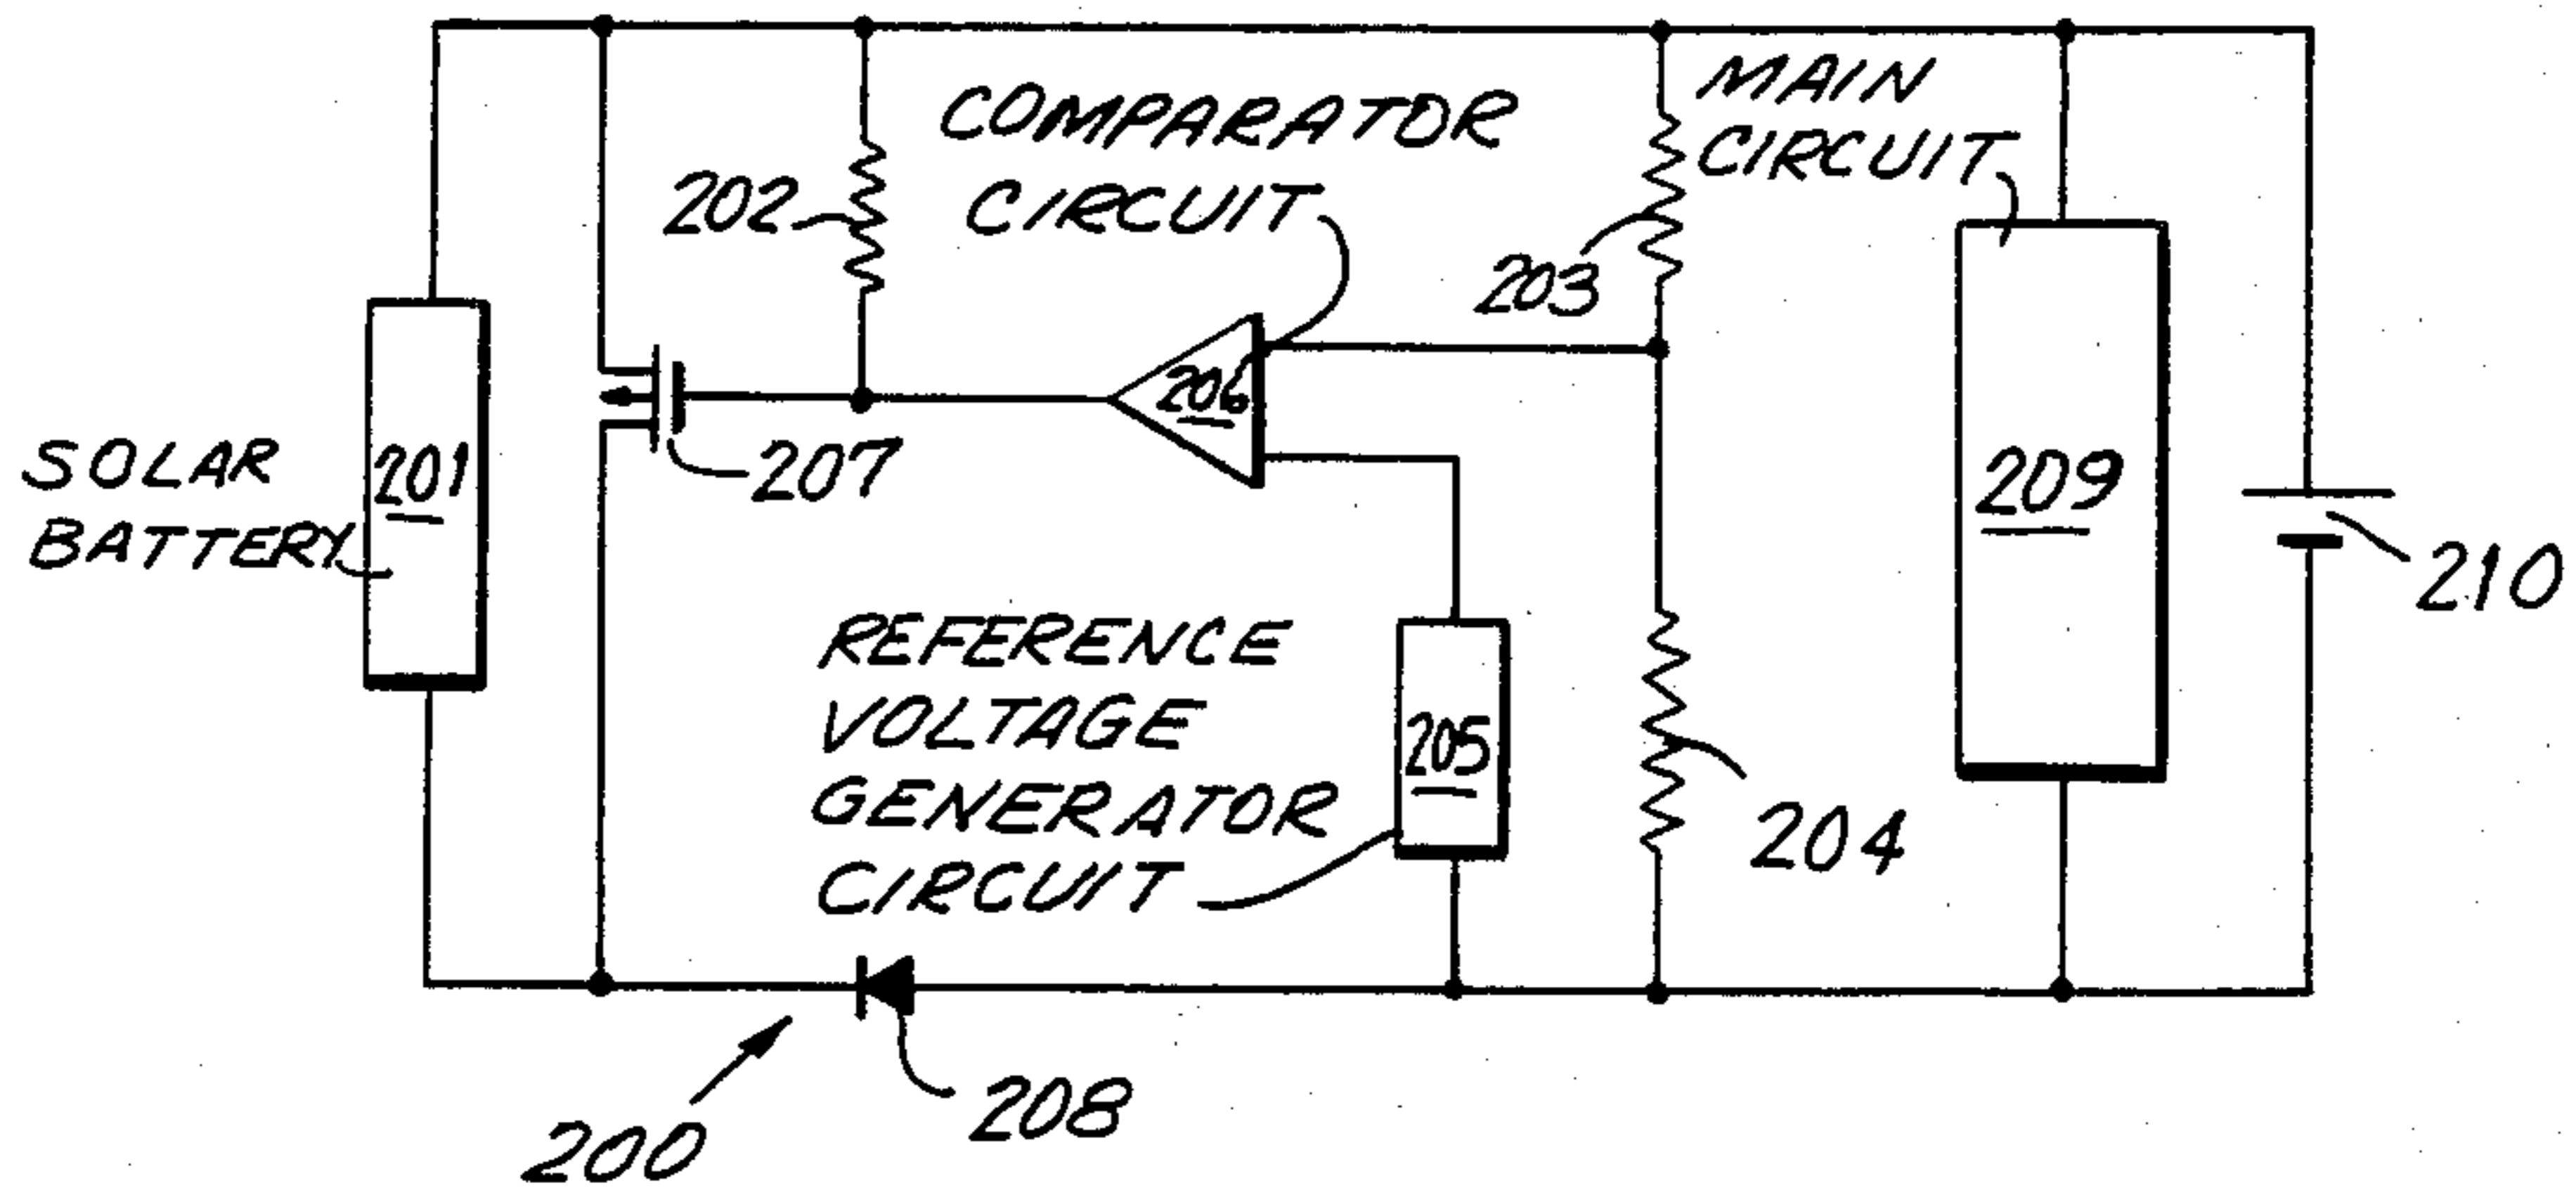 COMPARATOR
CIRCUIT
MAIN
CIRCUIT
202
203
206
SOLAR
BATTERY
201
207
209
210
REFERENCE
VOLTAGE
GENERATOR
CIRCUIT
205
204
208
200